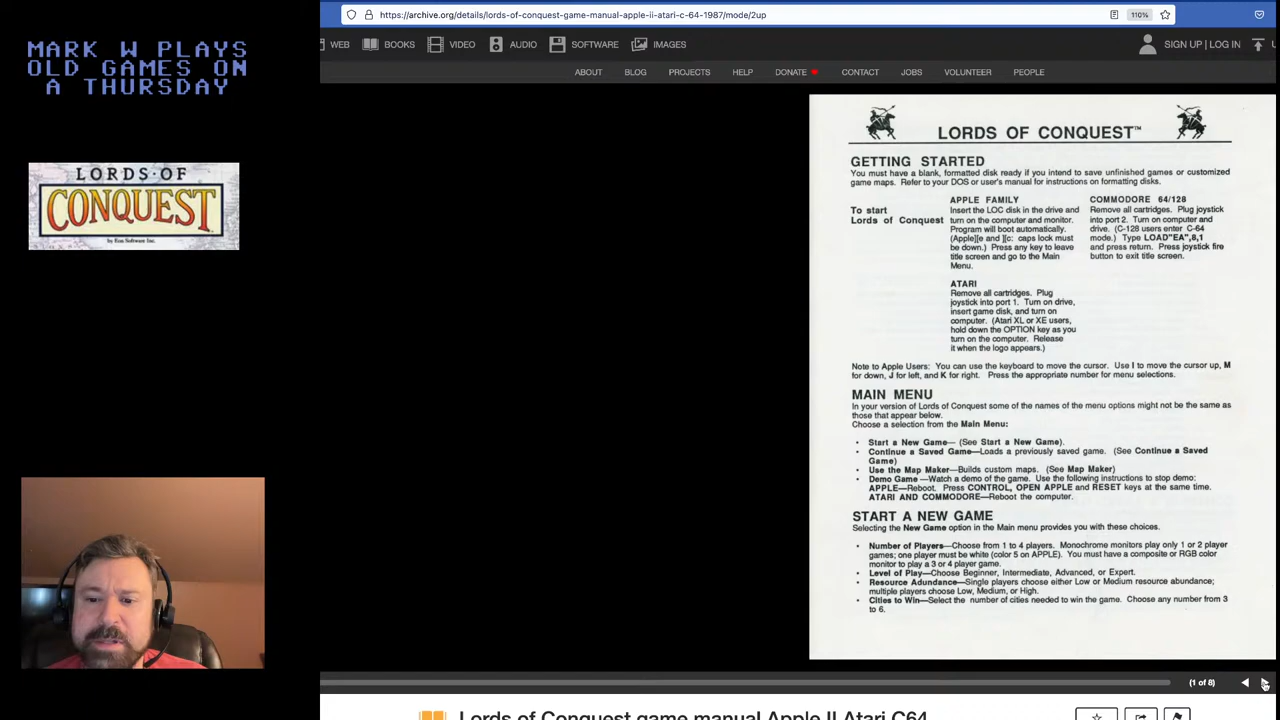 https://archive.org/details/lords-of-conquest-game-manual-apple-ii-atari-c-64-1987/mode/2up
110%
WEB BOOKS VIDEO AUDIO SOFTWARE IMAGES
SIGN UP | LOG IN
ABOUT BLOG PROJECTS HELP DONATE CONTACT JOBS VOLUNTEER PEOPLE
MARK W PLAYS
OLD GAMES ON
A THURSDAY
LORDS·OF
CONQUEST
by Eon Software Inc.
LORDS OF CONQUEST™
GETTING STARTED
You must have a blank, formatted disk ready if you intend to save unfinished games or customized
game maps. Refer to your DOS or user's manual for instructions on formatting disks.
To start
Lords of Conquest
APPLE FAMILY
Insert the LOC disk in the drive and
turn on the computer and monitor.
Program will boot automatically.
(Apple][e and ][c: caps lock must
be down.) Press any key to leave
title screen and go to the Main
Menu.
COMMODORE 64/128
Remove all cartridges. Plug joystick
into port 2. Turn on computer and
drive. (C-128 users enter C-64
mode.) Type LOAD"EA",8,1
and press return. Press joystick fire
button to exit title screen.
ATARI
Remove all cartridges. Plug
joystick into port 1. Turn on drive,
insert game disk, and turn on
computer. (Atari XL or XE users,
hold down the OPTION key as you
turn on the computer. Release
it when the logo appears.)
Note to Apple Users: You can use the keyboard to move the cursor. Use I to move the cursor up, M
for down, J for left, and K for right. Press the appropriate number for menu selections.
MAIN MENU
In your version of Lords of Conquest some of the names of the menu options might not be the same as
those that appear below.
Choose a selection from the Main Menu:
• Start a New Game— (See Start a New Game).
• Continue a Saved Game—Loads a previously saved game. (See Continue a Saved
Game)
• Use the Map Maker—Builds custom maps. (See Map Maker)
• Demo Game —Watch a demo of the game. Use the following instructions to stop demo:
APPLE—Reboot. Press CONTROL, OPEN APPLE and RESET keys at the same time.
ATARI AND COMMODORE—Reboot the computer.
START A NEW GAME
Selecting the New Game option in the Main menu provides you with these choices.
• Number of Players—Choose from 1 to 4 players. Monochrome monitors play only 1 or 2 player
games; one player must be white (color 5 on APPLE). You must have a composite or RGB color
monitor to play a 3 or 4 player game.
• Level of Play—Choose Beginner, Intermediate, Advanced, or Expert.
• Resource Adundance—Single players choose either Low or Medium resource abundance;
multiple players choose Low, Medium, or High.
• Cities to Win—Select the number of cities needed to win the game. Choose any number from 3
to 6.
(1 of 8)
Lords of Conquest game manual Apple II Atari C64